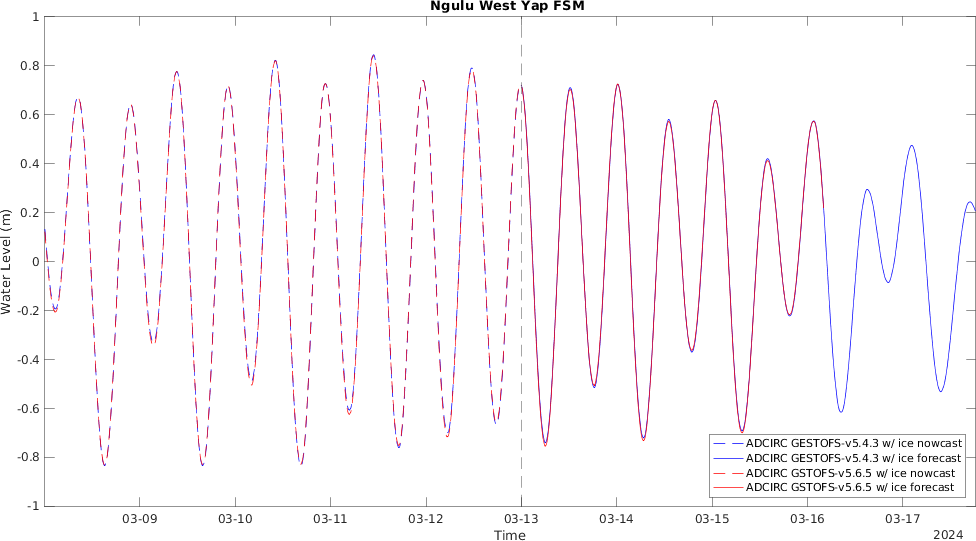 Ngulu West Yap FSM
1
0.8
0.6
0.4
0.2
0
-0.2
-0.4
-0.6
-0.8
-1
Water Level (m)
03-09 03-10 03-11 03-12 03-13 03-14 03-15 03-16 03-17
Time
2024
ADCIRC GESTOFS-v5.4.3 w/ ice nowcast
ADCIRC GESTOFS-v5.4.3 w/ ice forecast
ADCIRC GSTOFS-v5.6.5 w/ ice nowcast
ADCIRC GSTOFS-v5.6.5 w/ ice forecast